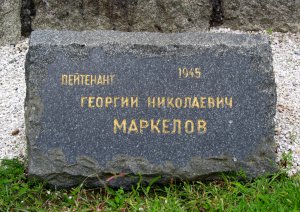 ЛЕЙТЕНАНТ 1945
ГЕОРГИЙ НИКОЛАЕВИЧ
МАРКЕЛОВ